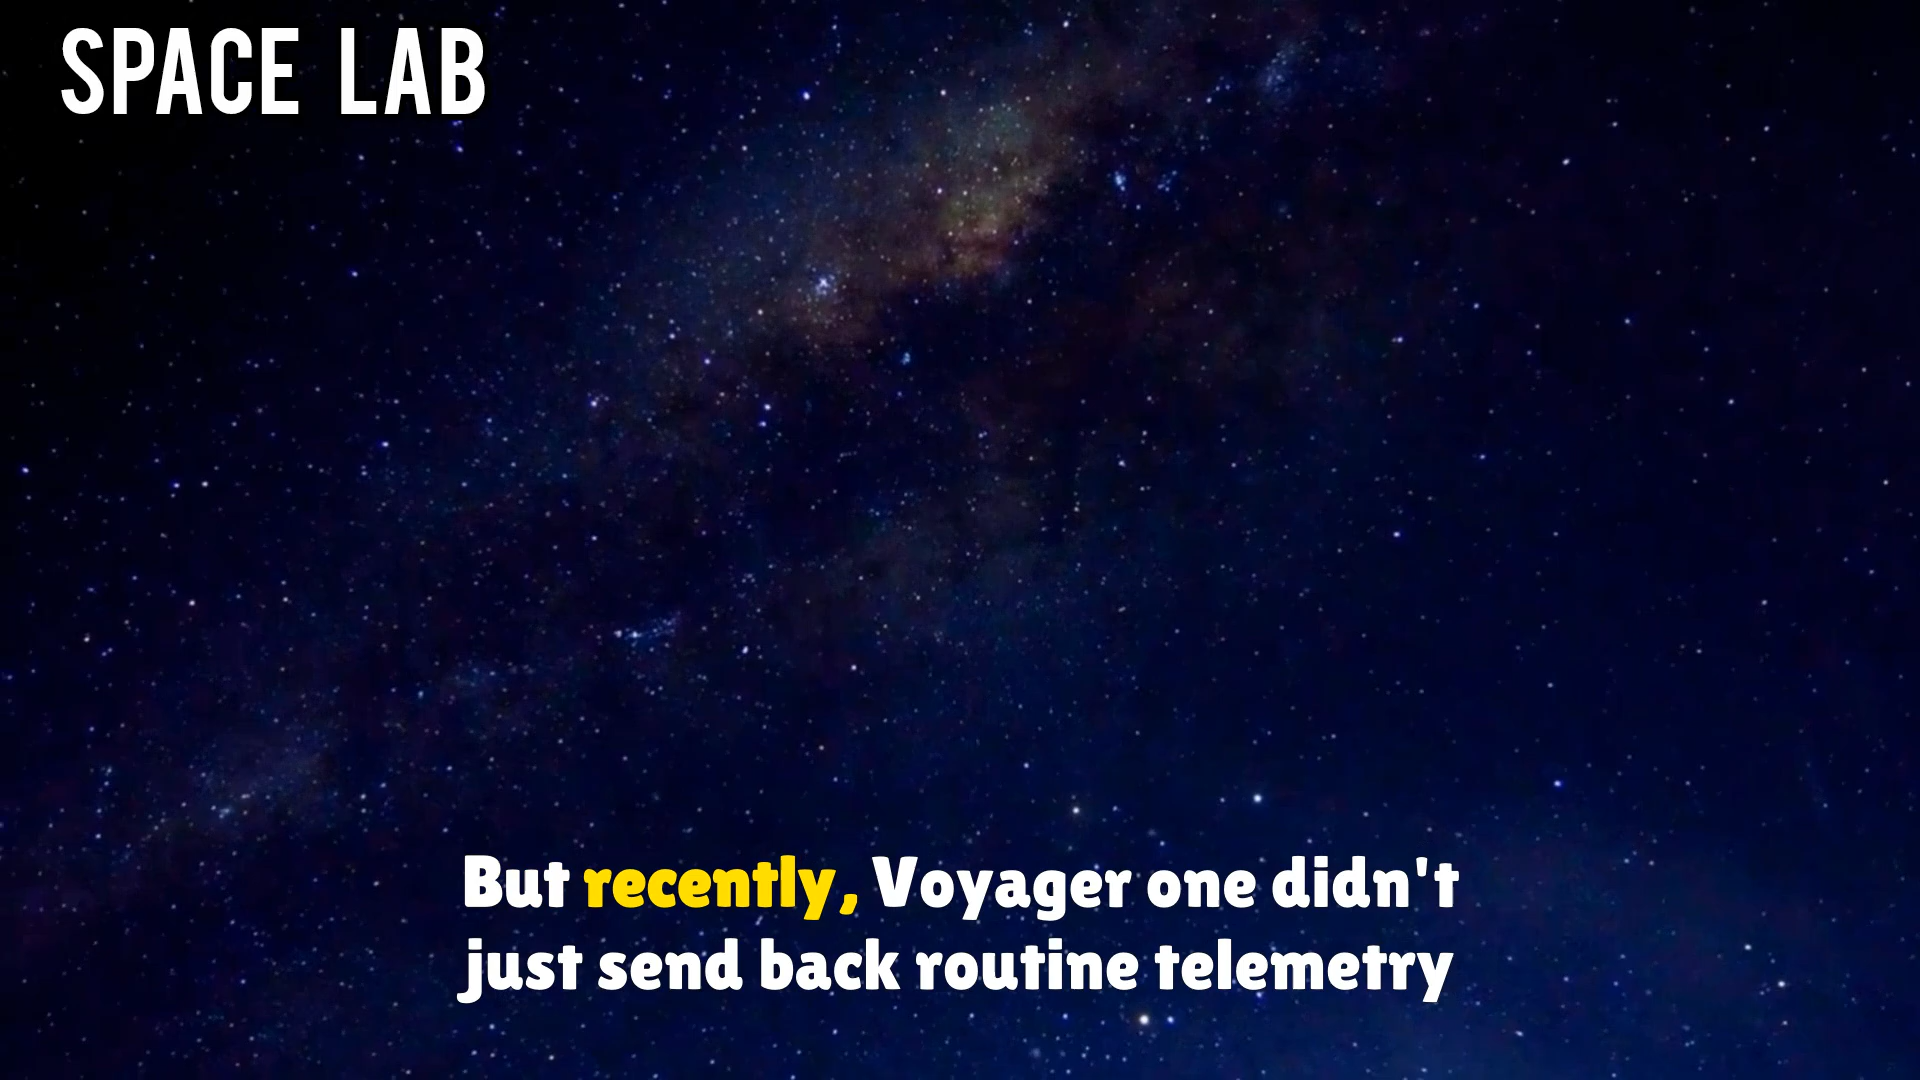 SPACE LAB
But recently, Voyager one didn't
just send back routine telemetry